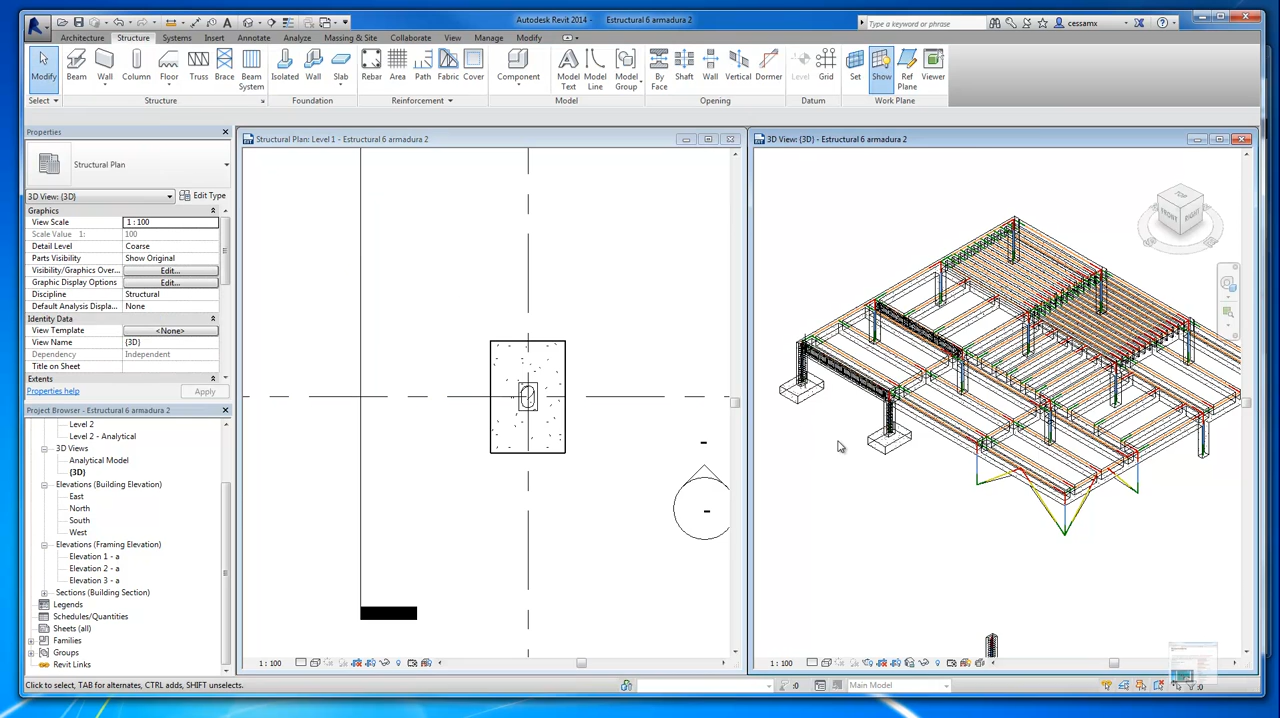 Autodesk Revit 2014 - Estructural 6 armadura 2
Type a keyword or phrase
cessamx
Architecture Structure Systems Insert Annotate Analyze Massing & Site Collaborate View Manage Modify
Modify Beam Wall Column Floor Truss Brace Beam System Isolated Wall Slab Rebar Area Path Fabric Cover Component Model Text Model Line Model Group By Face Shaft Wall Vertical Dormer Level Grid Set Show Ref Plane Viewer
Select Structure Foundation Reinforcement Model Opening Datum Work Plane
Properties
Structural Plan: Level 1 - Estructural 6 armadura 2
3D View: {3D} - Estructural 6 armadura 2
Structural Plan
3D View: {3D}
Edit Type
Graphics
View Scale 1 : 100
Scale Value 1: 100
Detail Level Coarse
Parts Visibility Show Original
Visibility/Graphics Over... Edit...
Graphic Display Options Edit...
Discipline Structural
Default Analysis Displa... None
Identity Data
View Template <None>
View Name {3D}
Dependency Independent
Title on Sheet
Extents
Properties help
Apply
Project Browser - Estructural 6 armadura 2
Level 2
Level 2 - Analytical
3D Views
Analytical Model
{3D}
Elevations (Building Elevation)
East
North
South
West
Elevations (Framing Elevation)
Elevation 1 - a
Elevation 2 - a
Elevation 3 - a
Sections (Building Section)
Legends
Schedules/Quantities
Sheets (all)
Families
Groups
Revit Links
TOP
FRONT
RIGHT
1 : 100
1 : 100
Click to select, TAB for alternates, CTRL adds, SHIFT unselects.
:0
Main Model
:0